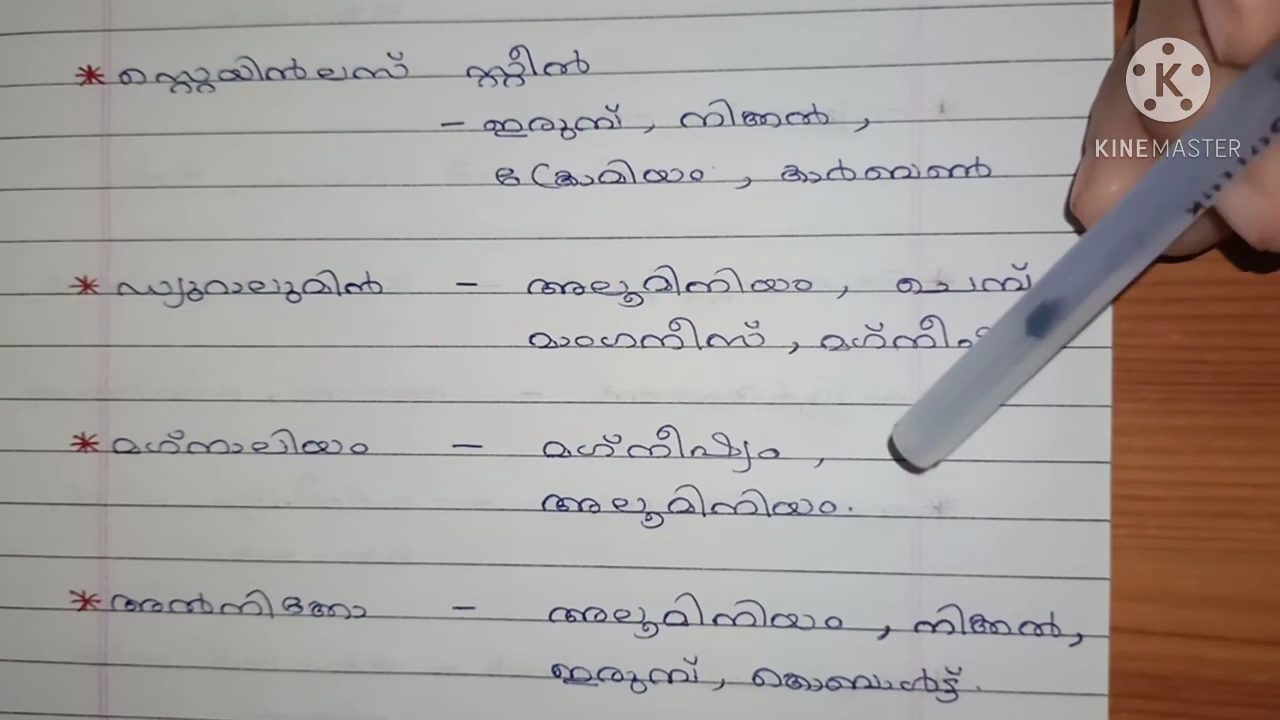 * സ്റ്റെയിൻലസ് സ്റ്റീൽ
- ഇരുമ്പ്, നിക്കൽ,
ക്രോമിയം, കാർബൺ
* ഡ്യുറാലുമിൻ - അലൂമിനിയം, ചെമ്പ്
മാംഗനീസ്,
* മഗ്നാലിയം - മഗ്നീഷ്യം,
അലൂമിനിയം.
* അൽനിക്കോ - അലൂമിനിയം, നിക്കൽ,
ഇരുമ്പ്, കൊബാൾട്ട്.
K
KINEMASTER